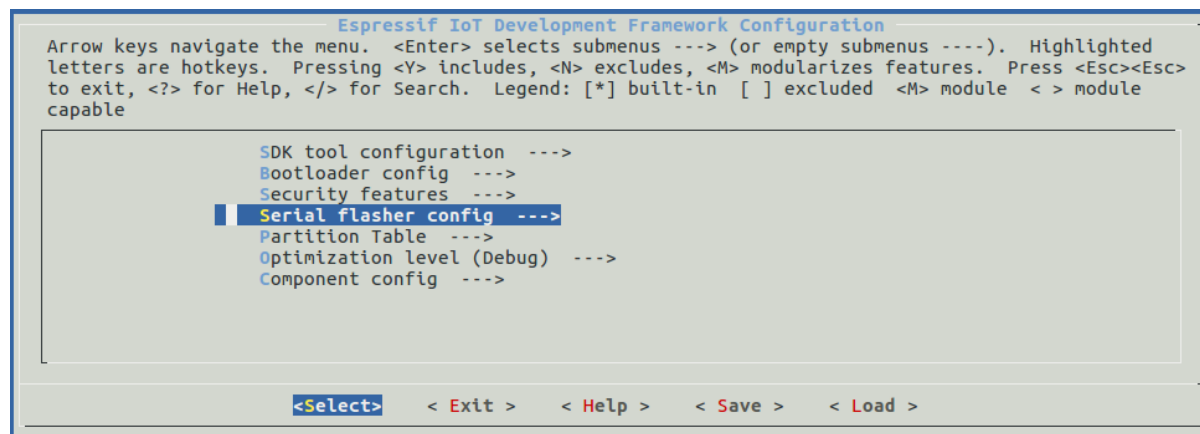 Espressif IoT Development Framework Configuration
Arrow keys navigate the menu.  <Enter> selects submenus ---> (or empty submenus ----).  Highlighted
letters are hotkeys.  Pressing <Y> includes, <N> excludes, <M> modularizes features.  Press <Esc><Esc>
to exit, <?> for Help, </> for Search.  Legend: [*] built-in  [ ] excluded  <M> module  < > module
capable
SDK tool configuration  --->
Bootloader config  --->
Security features  --->
Serial flasher config  --->
Partition Table  --->
Optimization level (Debug)  --->
Component config  --->
<Select>    < Exit >    < Help >    < Save >    < Load >